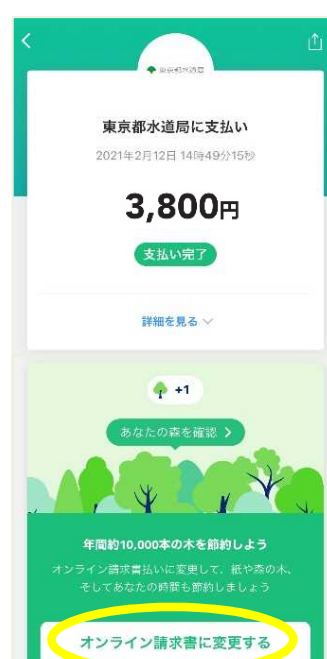 東京都水道局
東京都水道局に支払い
2021年2月12日 14時49分15秒
3,800円
支払い完了
詳細を見る
+1
あなたの森を確認
年間約10,000本の木を節約しよう
オンライン請求書払いに変更して、紙や森の木、
そしてあなたの時間も節約しましょう
オンライン請求書に変更する